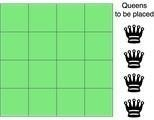 Queens
to be placed